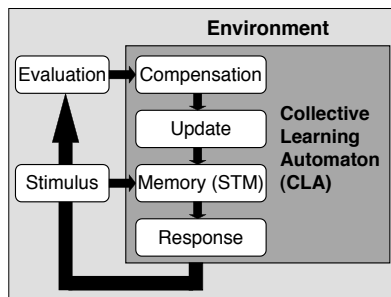 Environment
Evaluation
Compensation
Update
Collective
Learning
Automaton
(CLA)
Stimulus
Memory (STM)
Response